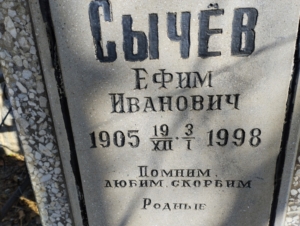 Сычёв
Ефим
Иванович
1905 19/XII · 3/I 1998
Помним,
любим, скорбим
Родные